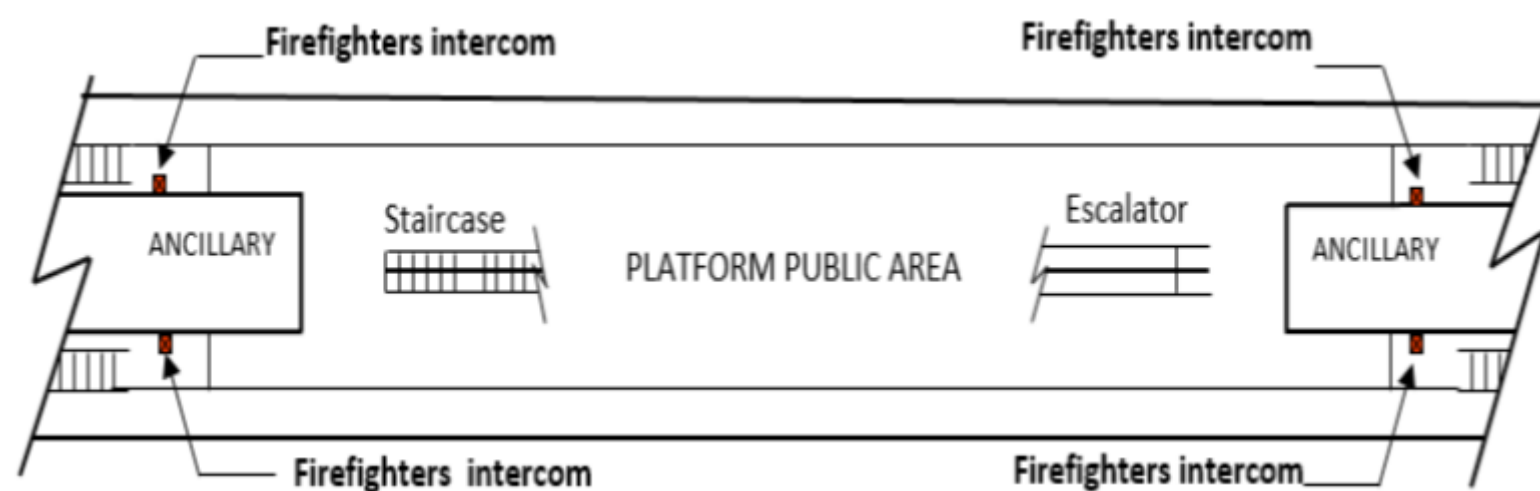 Firefighters intercom
Firefighters intercom
ANCILLARY
Staircase
PLATFORM PUBLIC AREA
Escalator
ANCILLARY
Firefighters intercom
Firefighters intercom